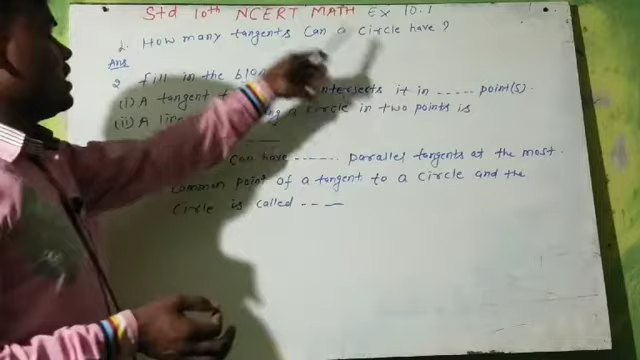 Std 10th NCERT MATH Ex 10.1
1. How many tangents can a circle have?
Ans
2 fill in the
(i) A tangent intersects it in ..... point(s).
(ii) A line a circle in two points is
can have ------ parallel tangents at the most.
common point of a tangent to a circle and the
circle is called ----